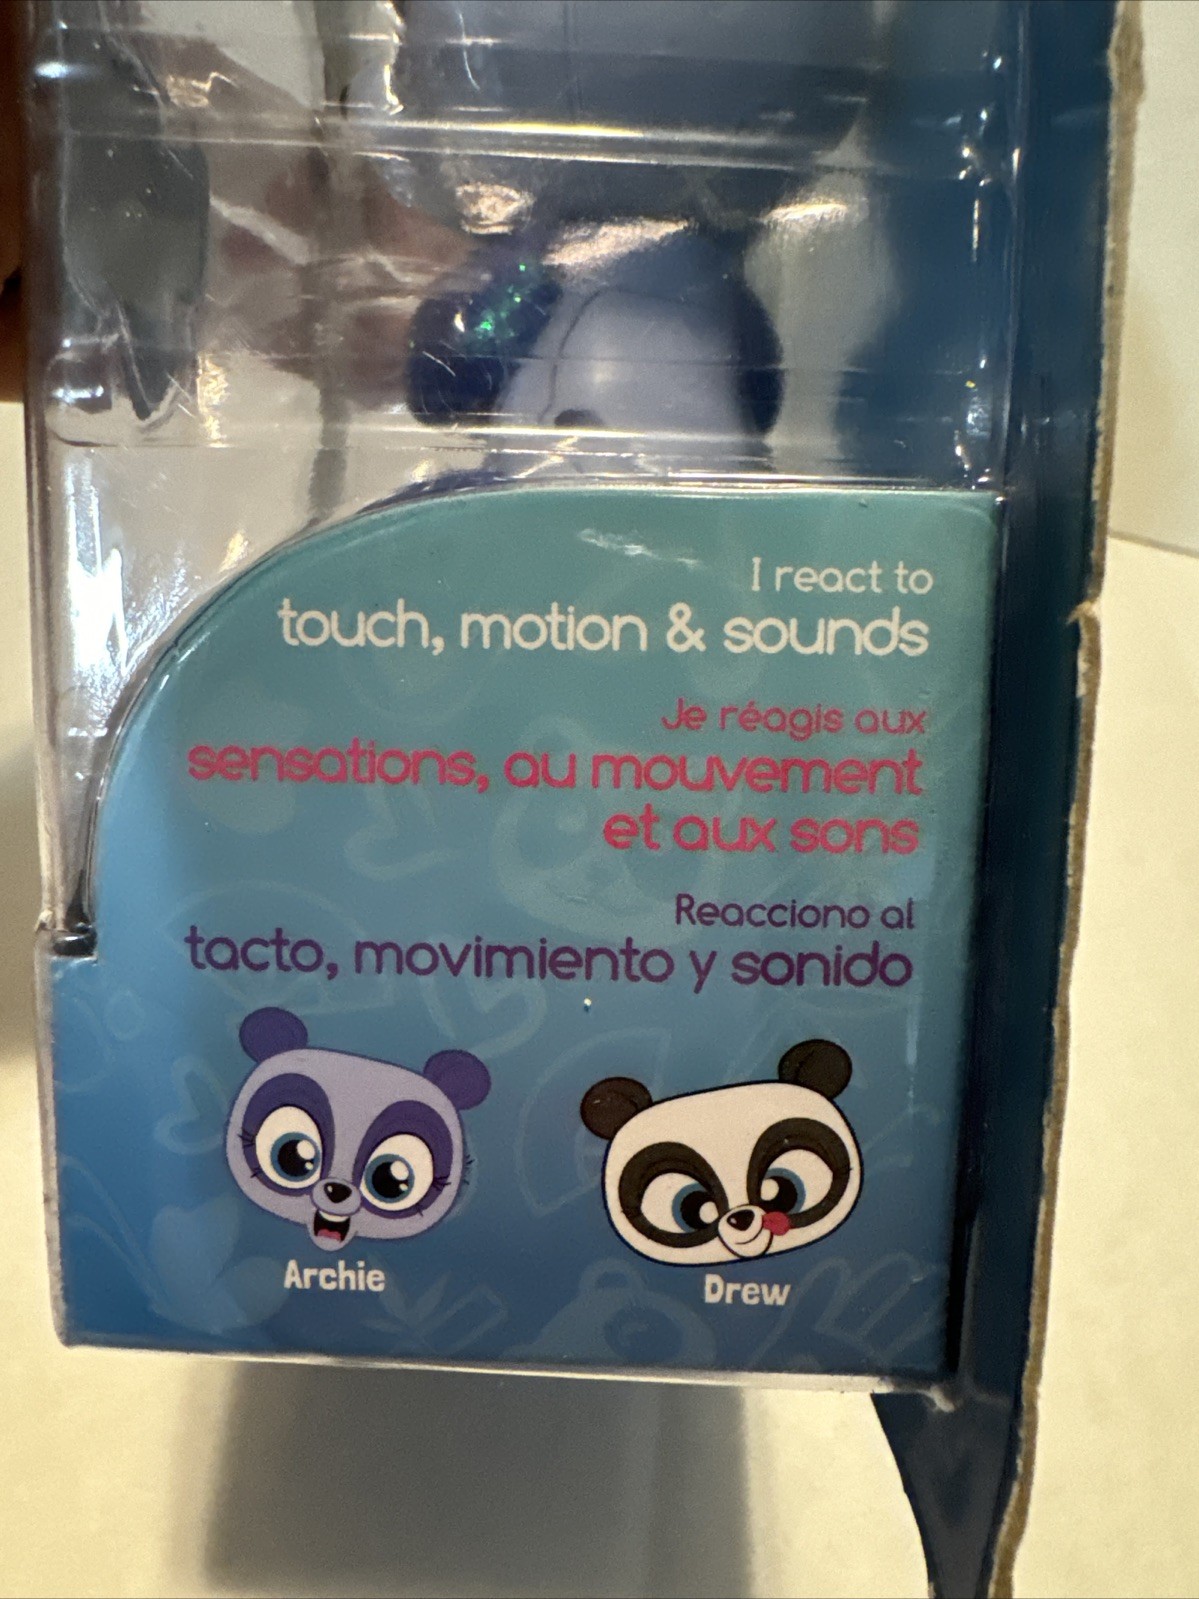 I react to
touch, motion & sounds
Je réagis aux
sensations, au mouvement
et aux sons
Reacciono al
tacto, movimiento y sonido
Archie
Drew